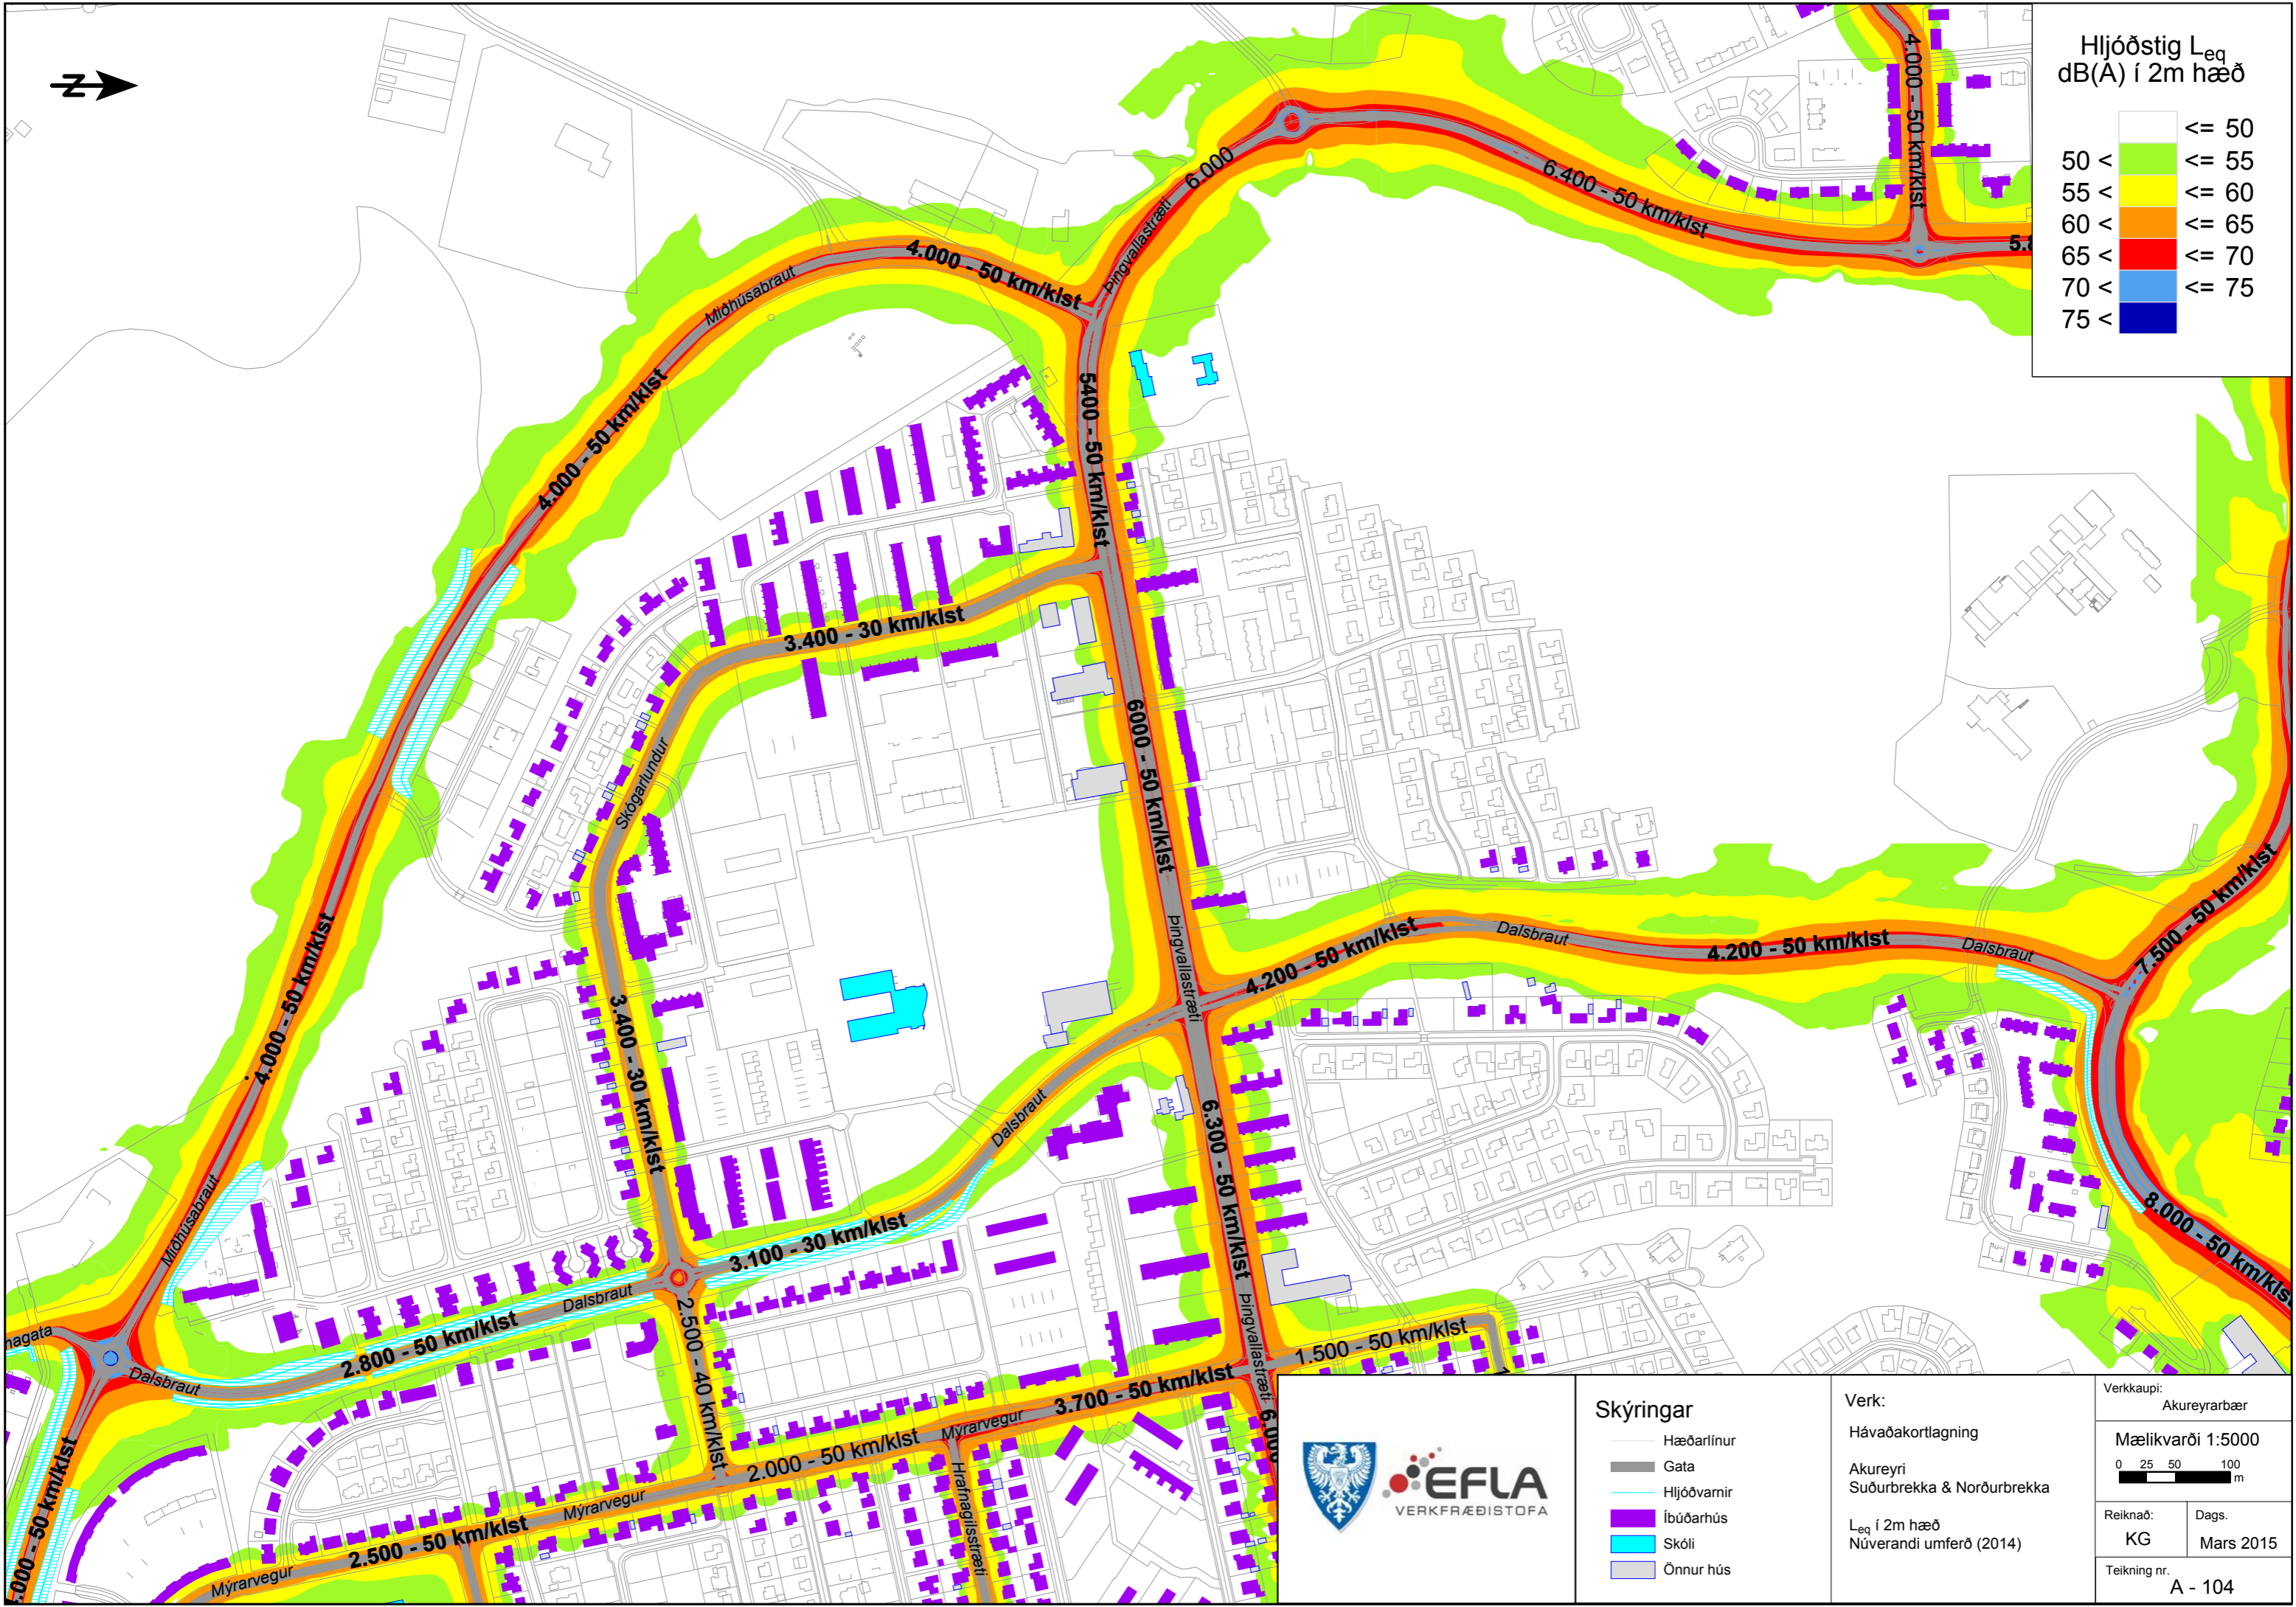 Z
Hljóðstig Leq
dB(A) í 2m hæð
<= 50
50 < <= 55
55 < <= 60
60 < <= 65
65 < <= 70
70 < <= 75
75 <
4.000 - 50 km/klst
6.000
Þingvallastræti
6.400 - 50 km/klst
4.000 - 50 km/klst
Miðhúsabraut
5400 - 50 km/klst
4.000 - 50 km/klst
3.400 - 30 km/klst
Skógarlundur
6000 - 50 km/klst
Þingvallastræti
4.200 - 50 km/klst
Dalsbraut
4.200 - 50 km/klst
Dalsbraut
7.500 - 50 km/klst
4.000 - 50 km/klst
3.400 - 30 km/klst
Dalsbraut
6.300 - 50 km/klst
8.000 - 50 km/klst
Miðhúsabraut
3.100 - 30 km/klst
Dalsbraut
2.800 - 50 km/klst
Dalsbraut
nagata
2.500 - 40 km/klst
Þingvallastræti
1.500 - 50 km/klst
3.700 - 50 km/klst
Mýrarvegur
2.000 - 50 km/klst
6.000
Hrafnagilsstræti
Mýrarvegur
2.500 - 50 km/klst
Mýrarvegur
.000 - 50 km/klst
EFLA
VERKFRÆÐISTOFA
Skýringar
Hæðarlínur
Gata
Hljóðvarnir
Íbúðarhús
Skóli
Önnur hús
Verk:
Hávaðakortlagning
Akureyri
Suðurbrekka & Norðurbrekka
Leq í 2m hæð
Núverandi umferð (2014)
Verkkaupi:
Akureyrarbær
Mælikvarði 1:5000
0 25 50 100
m
Reiknað:
KG
Dags.
Mars 2015
Teikning nr.
A - 104